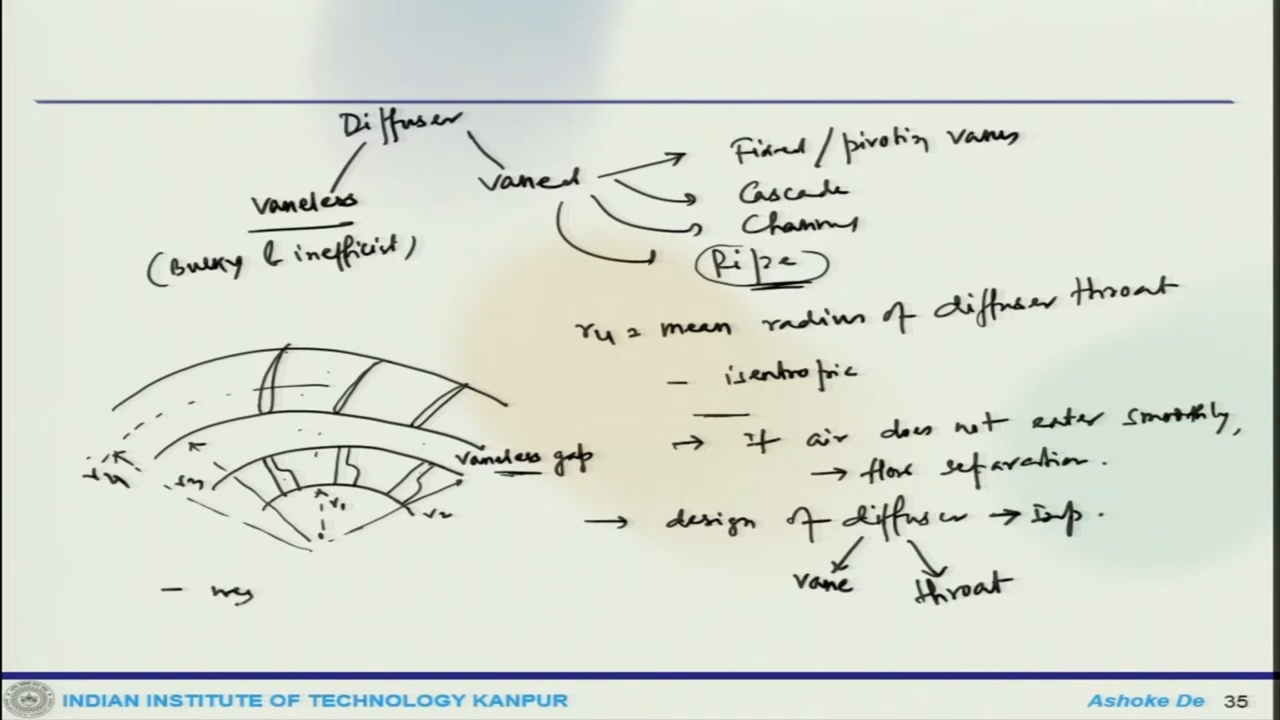 Diffuser
Vaneless
(Bulky & inefficient)
Vaned
Fixed / pivoting vanes
Cascade
Channel
Pipe
r4 = mean radius of diffuser throat
- isentropic
→ If air does not enter smoothly,
→ flow separation.
→ design of diffuser → Imp.
vane throat
vaneless gap
r4 r3 r1 r2
-
INDIAN INSTITUTE OF TECHNOLOGY KANPUR
Ashoke De 35